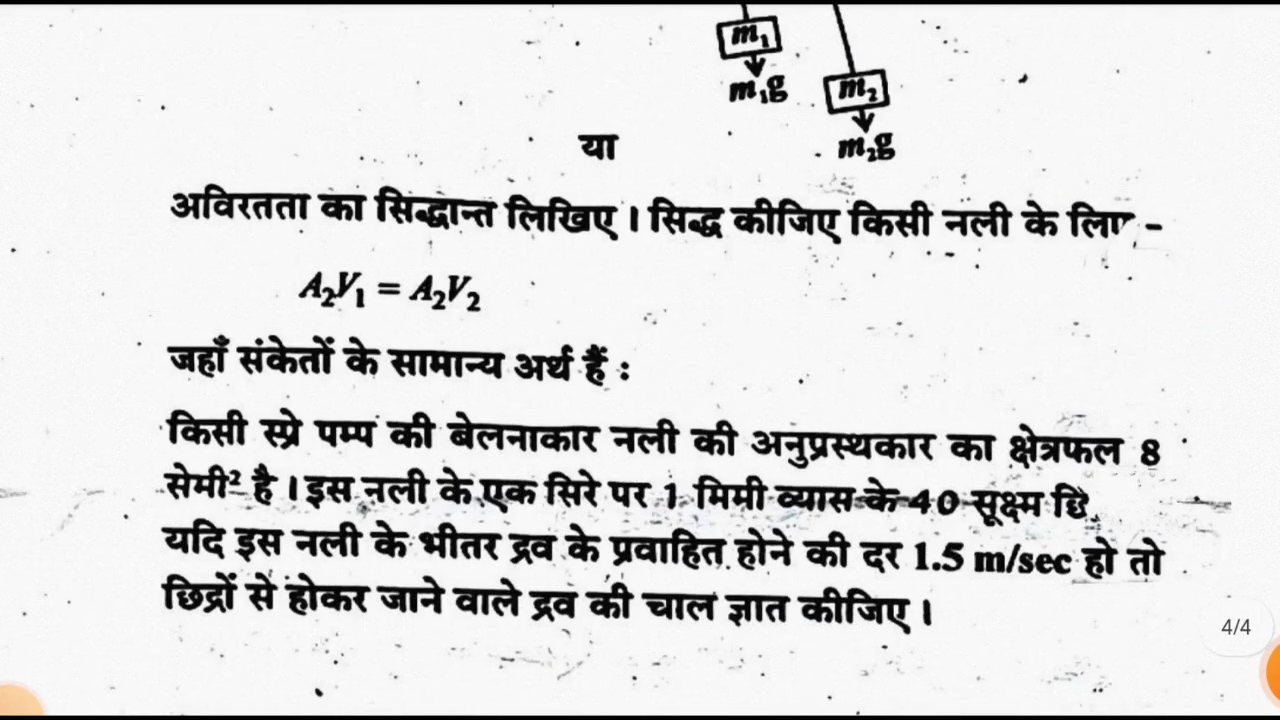 m₁
m₁g
m₂
m₂g
या
अविरतता का सिद्धान्त लिखिए । सिद्ध कीजिए किसी नली के लिए -
A₂V₁ = A₂V₂
जहाँ संकेतों के सामान्य अर्थ हैं :
किसी स्प्रे पम्प की बेलनाकार नली की अनुप्रस्थकार का क्षेत्रफल 8
सेमी² है । इस नली के एक सिरे पर 1 मिमी व्यास के 40 सूक्ष्म छि
यदि इस नली के भीतर द्रव के प्रवाहित होने की दर 1.5 m/sec हो तो
छिद्रों से होकर जाने वाले द्रव की चाल ज्ञात कीजिए ।
4/4